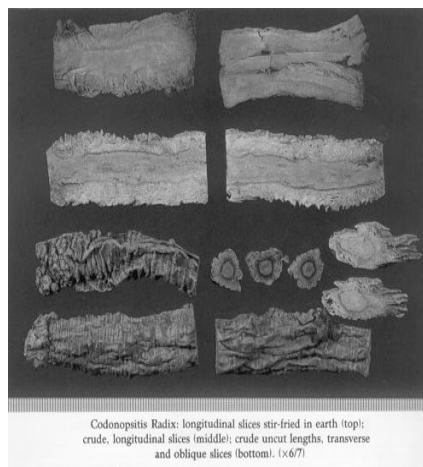 Codonopsitis Radix: longitudinal slices stir-fried in earth (top);
crude, longitudinal slices (middle); crude uncut lengths, transverse
and oblique slices (bottom). (×6/7)